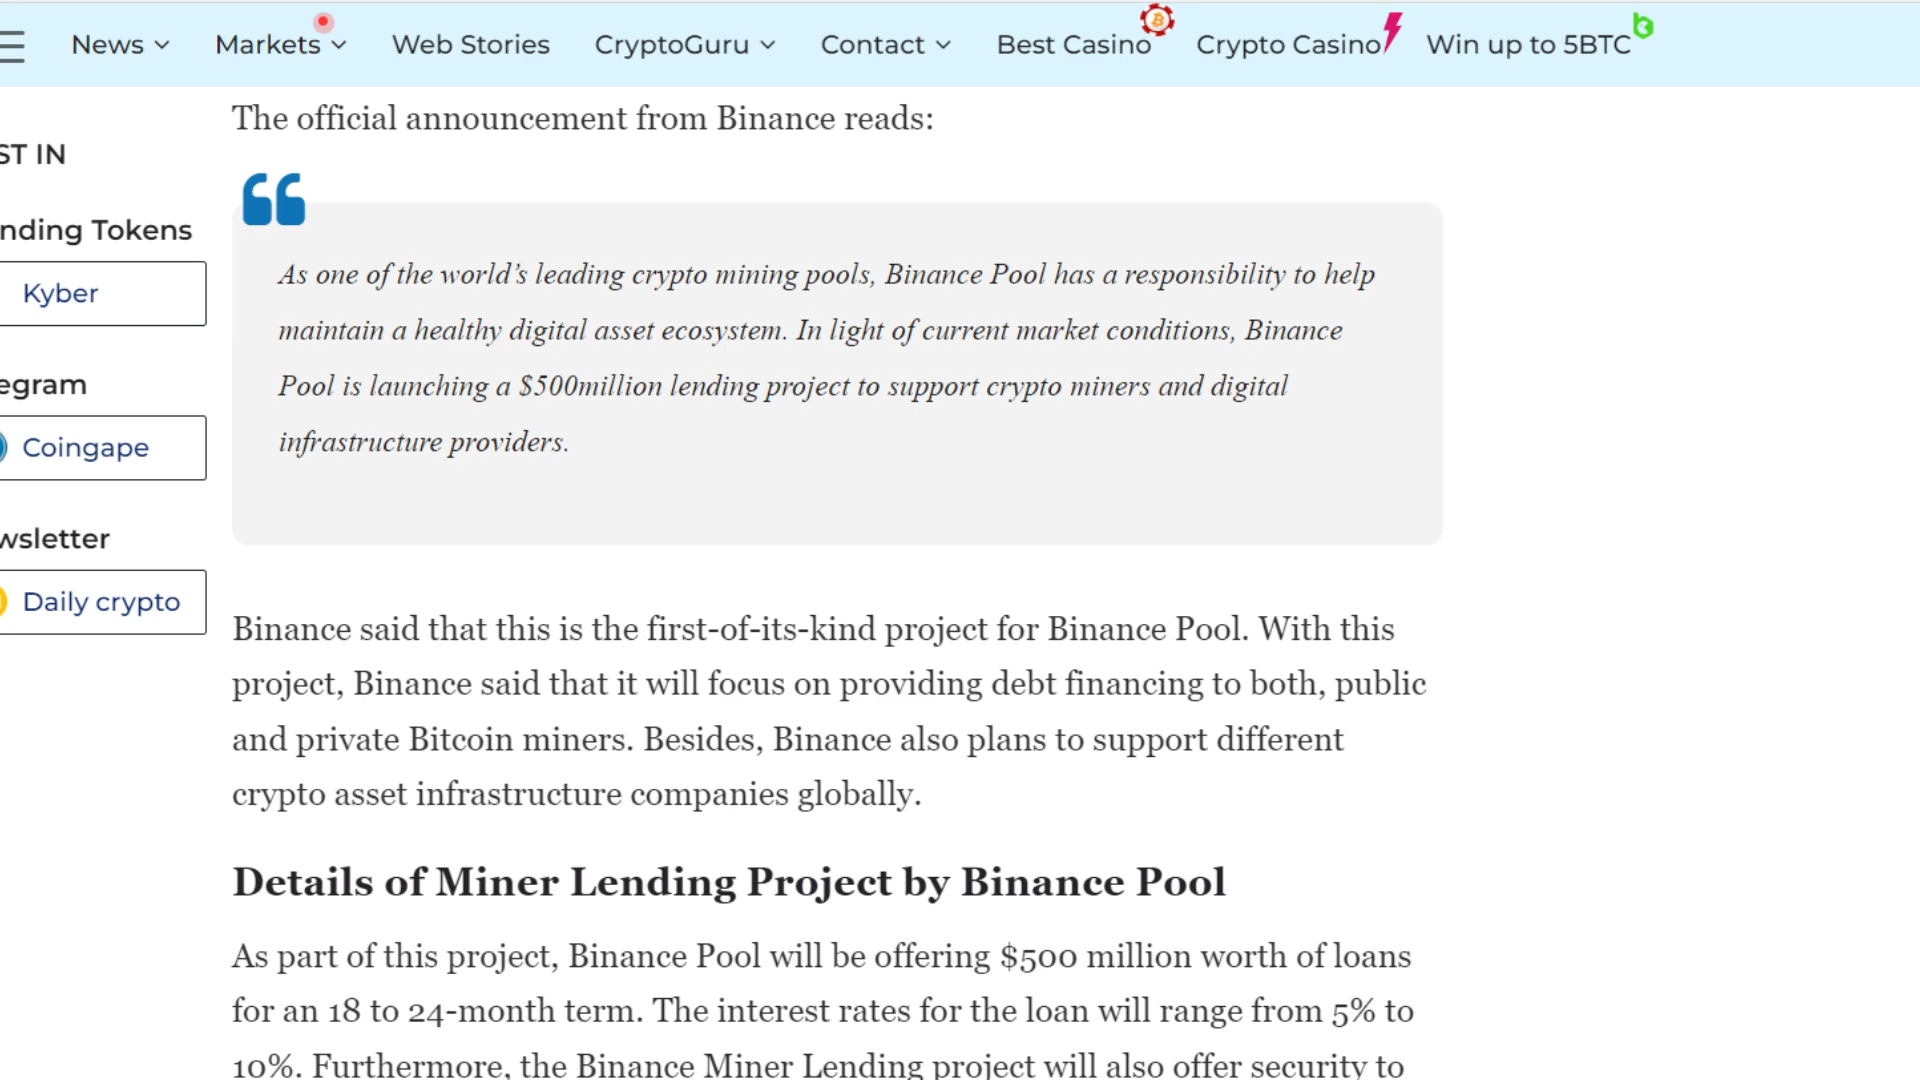 News
Markets
Web Stories
CryptoGuru
Contact
Best Casino
Crypto Casino
Win up to 5BTC
ST IN
nding Tokens
Kyber
egram
Coingape
wsletter
Daily crypto
The official announcement from Binance reads:
As one of the world’s leading crypto mining pools, Binance Pool has a responsibility to help
maintain a healthy digital asset ecosystem. In light of current market conditions, Binance
Pool is launching a $500million lending project to support crypto miners and digital
infrastructure providers.
Binance said that this is the first-of-its-kind project for Binance Pool. With this
project, Binance said that it will focus on providing debt financing to both, public
and private Bitcoin miners. Besides, Binance also plans to support different
crypto asset infrastructure companies globally.
Details of Miner Lending Project by Binance Pool
As part of this project, Binance Pool will be offering $500 million worth of loans
for an 18 to 24-month term. The interest rates for the loan will range from 5% to
10%. Furthermore, the Binance Miner Lending project will also offer security to